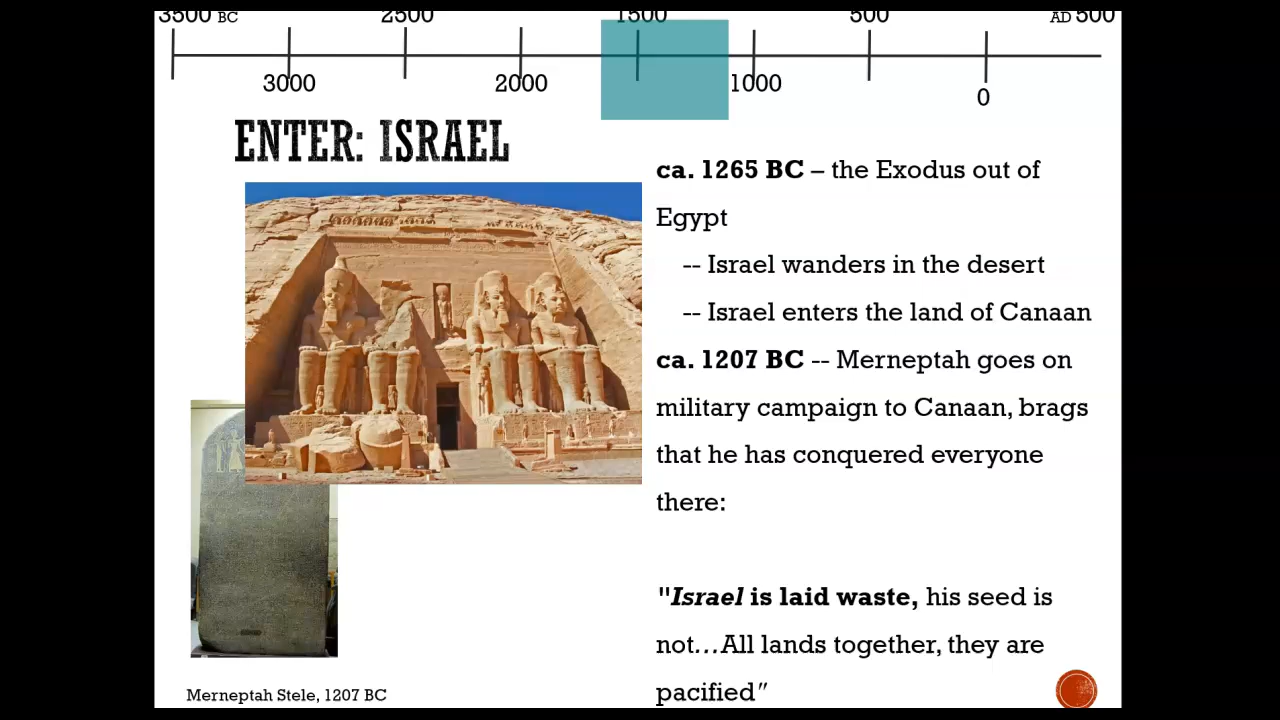 3500 BC 2500 1500 500 AD 500
3000 2000 1000 0
ENTER: ISRAEL
ca. 1265 BC – the Exodus out of
Egypt
-- Israel wanders in the desert
-- Israel enters the land of Canaan
ca. 1207 BC -- Merneptah goes on
military campaign to Canaan, brags
that he has conquered everyone
there:
"Israel is laid waste, his seed is
not...All lands together, they are
pacified"
Merneptah Stele, 1207 BC